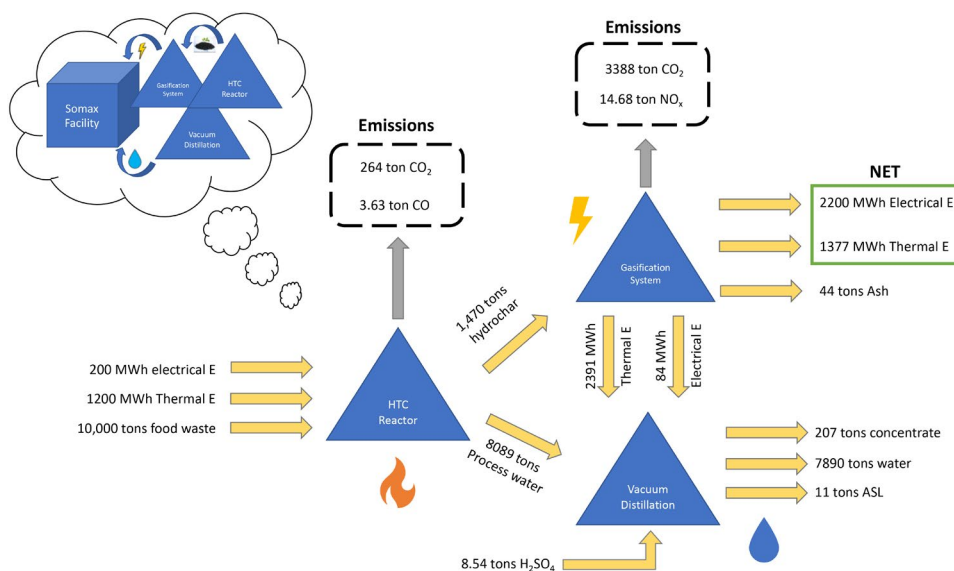 Somax
Facility
Gasification
System
HTC
Reactor
Vacuum
Distillation
Emissions
264 ton CO₂
3.63 ton CO
Emissions
3388 ton CO₂
14.68 ton NOₓ
NET
2200 MWh Electrical E
1377 MWh Thermal E
44 tons Ash
Gasification
System
1,470 tons
hydrochar
2391 MWh
Thermal E
84 MWh
Electrical E
200 MWh electrical E
1200 MWh Thermal E
10,000 tons food waste
HTC
Reactor
8089 tons
Process water
Vacuum
Distillation
207 tons concentrate
7890 tons water
11 tons ASL
8.54 tons H₂SO₄